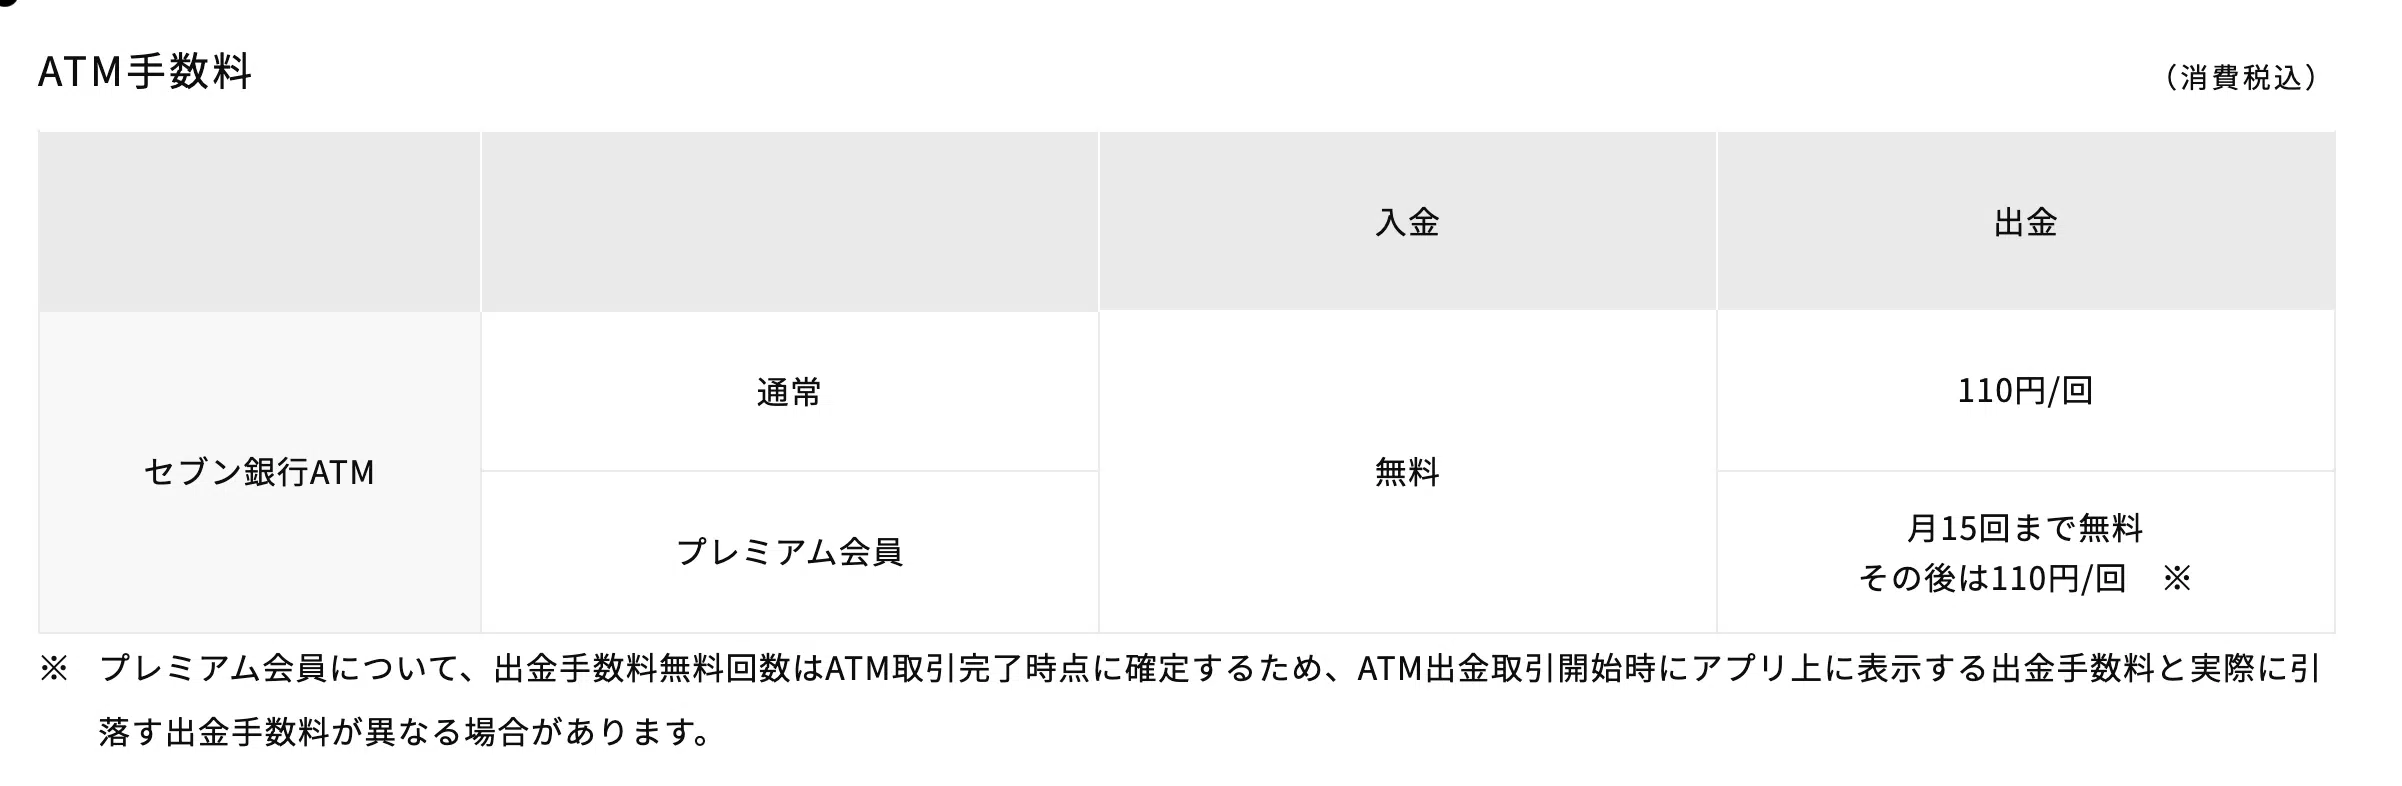 ATM手数料
（消費税込）
入金
出金
セブン銀行ATM
通常
無料
110円/回
プレミアム会員
月15回まで無料
その後は110円/回　※
※　プレミアム会員について、出金手数料無料回数はATM取引完了時点に確定するため、ATM出金取引開始時にアプリ上に表示する出金手数料と実際に引
落す出金手数料が異なる場合があります。